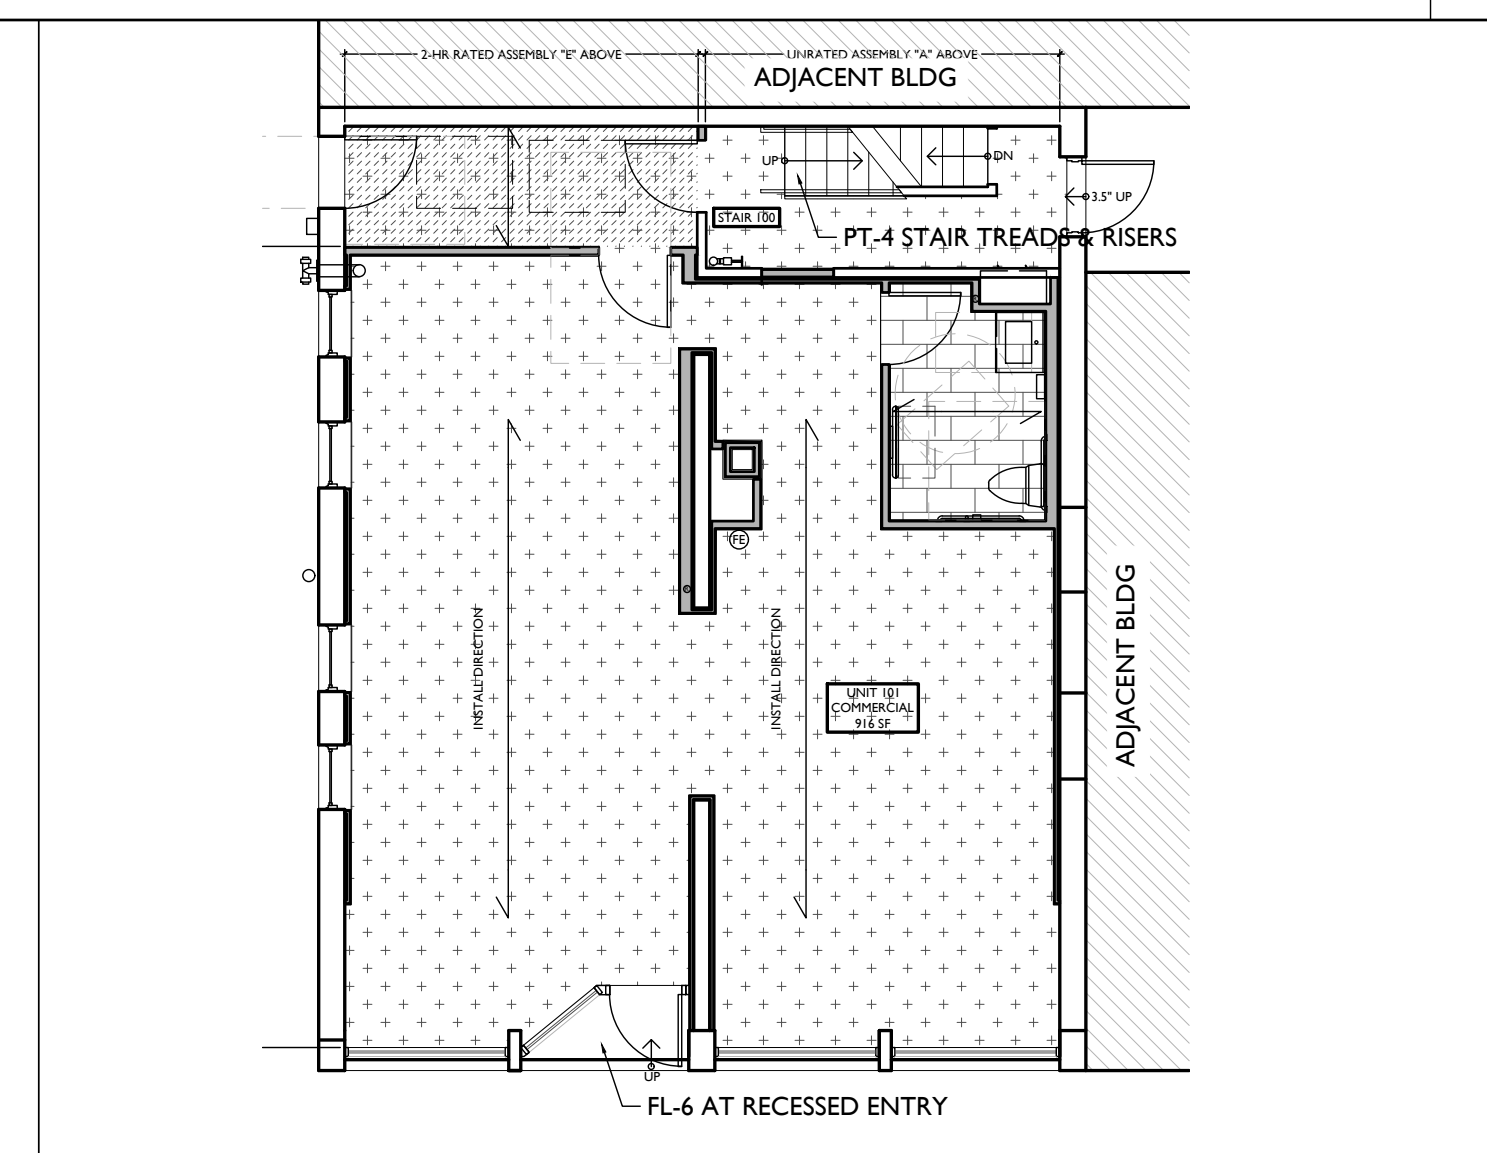 2-HR RATED ASSEMBLY "E" ABOVE
UNRATED ASSEMBLY "A" ABOVE
ADJACENT BLDG
UP
DN
3.5" UP
STAIR 100
PT-4 STAIR TREADS & RISERS
FE
INSTALL DIRECTION
INSTALL DIRECTION
ADJACENT BLDG
UNIT 101
COMMERCIAL
916 SF
UP
FL-6 AT RECESSED ENTRY